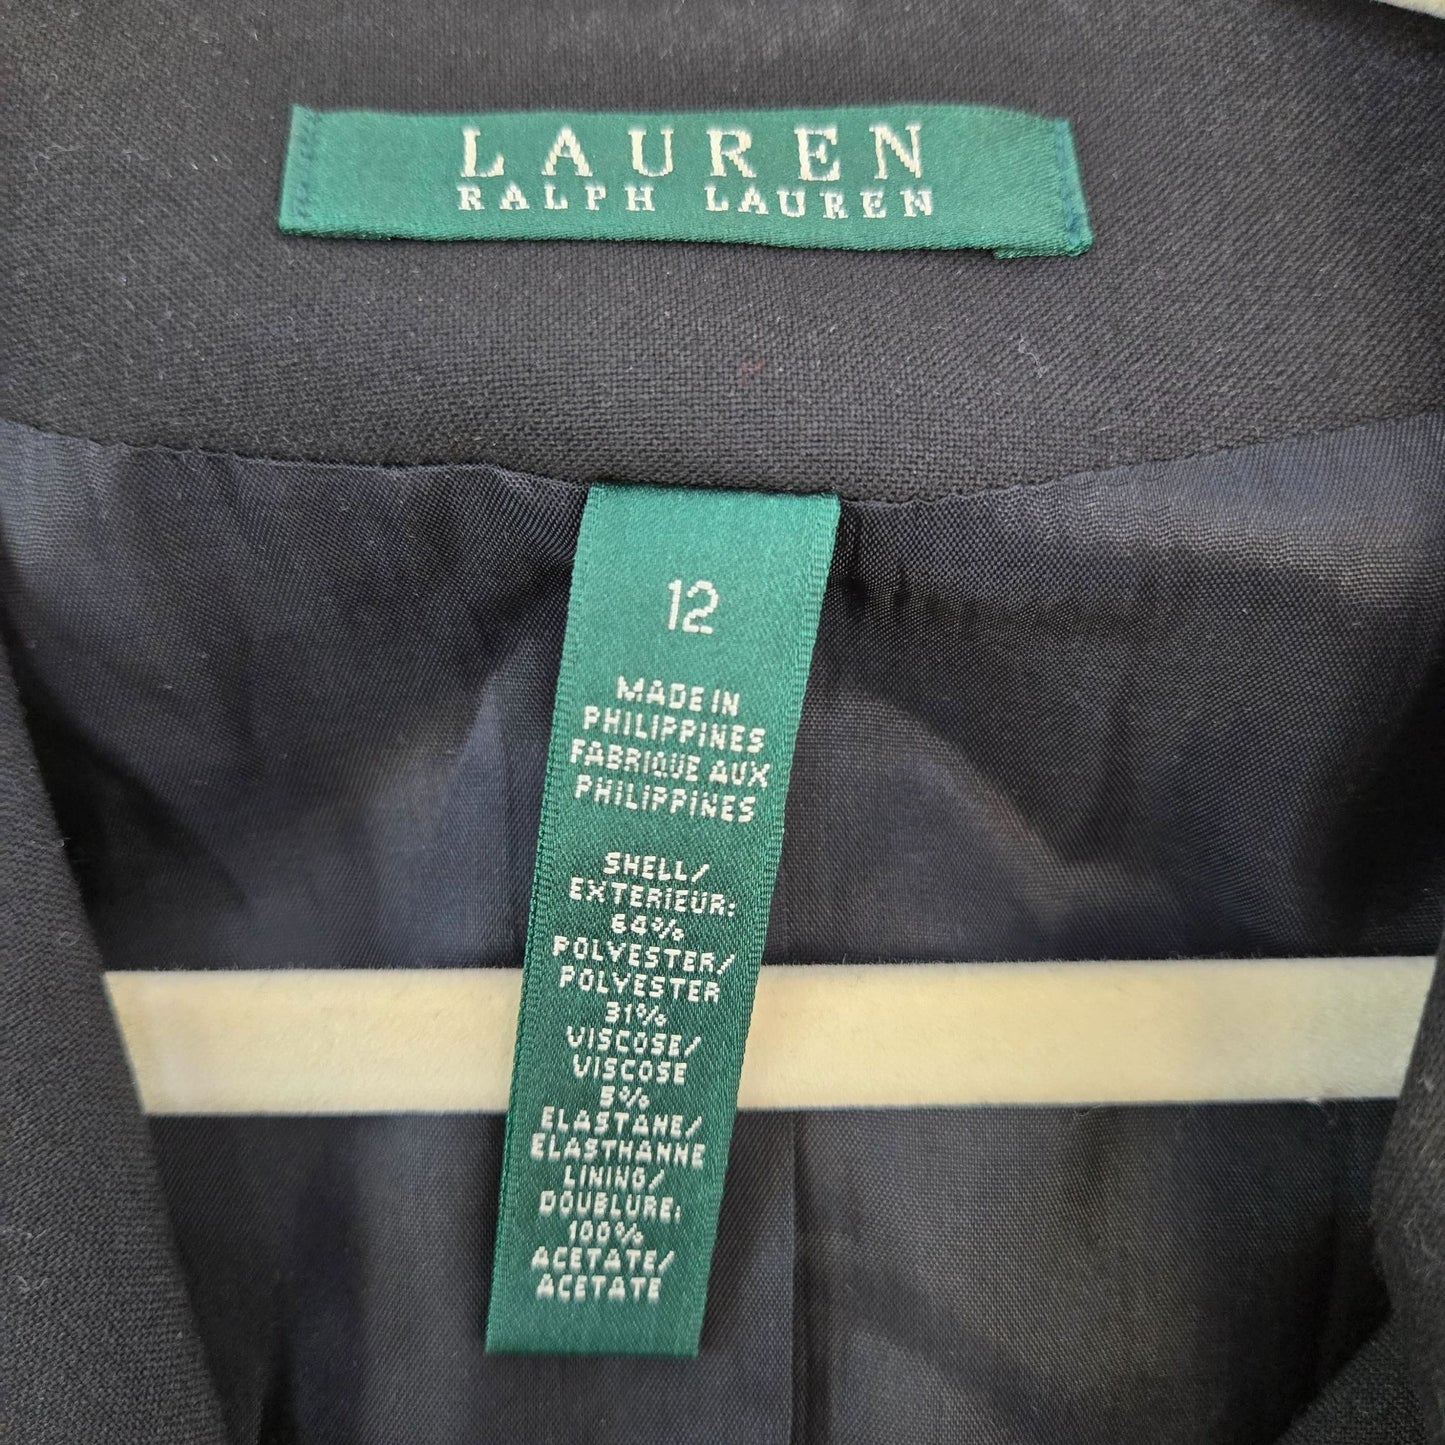 LAUREN
RALPH LAUREN
12
MADE IN
PHILIPPINES
FABRIQUE AUX
PHILIPPINES
SHELL/
EXTERIEUR:
64%
POLYESTER/
POLYESTER
31%
VISCOSE/
VISCOSE
5%
ELASTANE/
ELASTHANNE
LINING/
DOUBLURE:
100%
ACETATE/
ACETATE